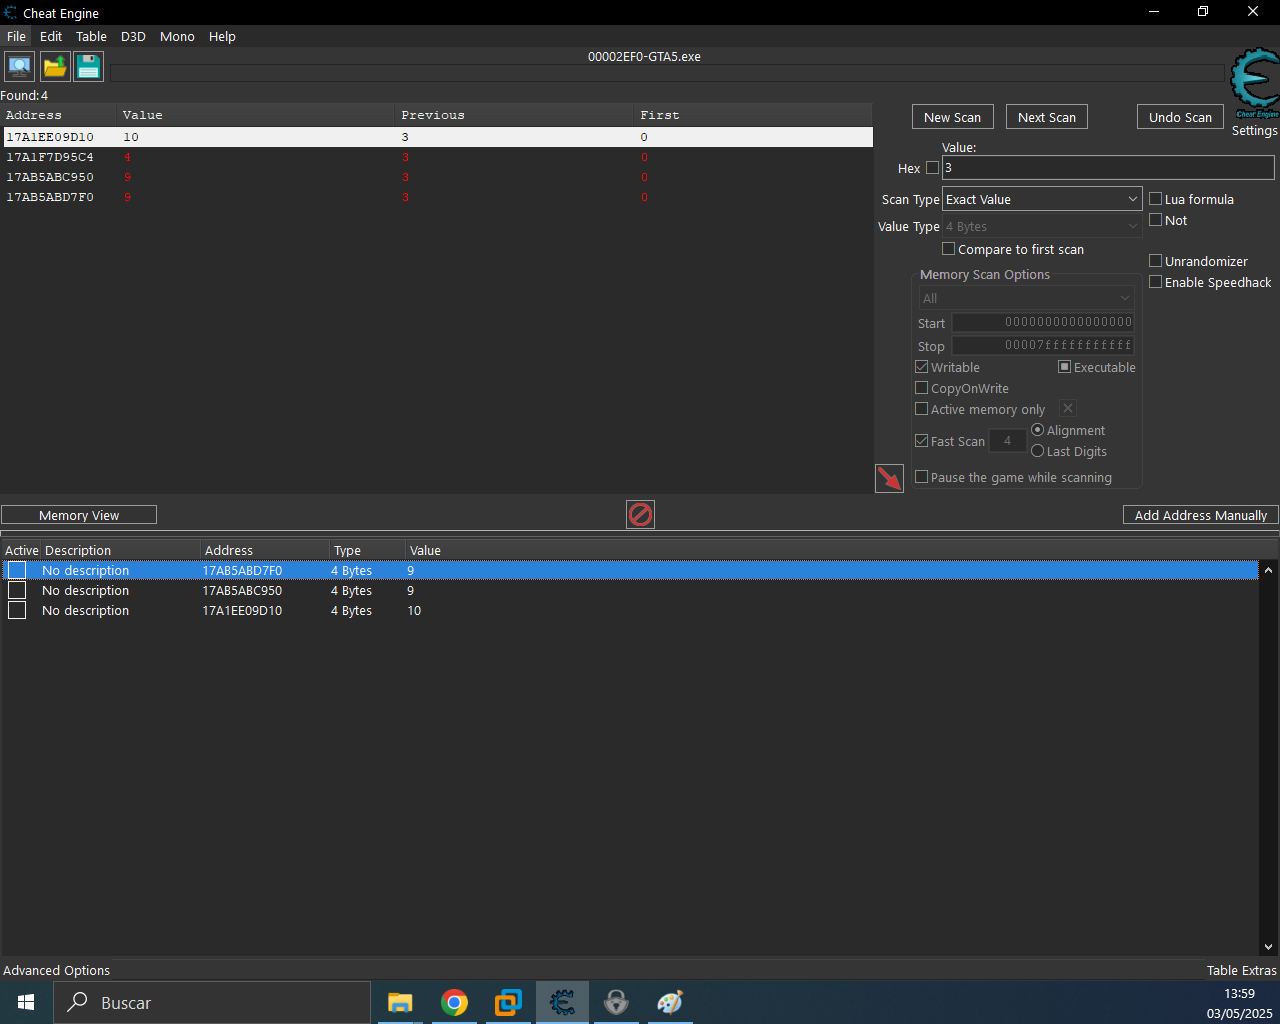 Cheat Engine
File Edit Table D3D Mono Help
00002EF0-GTA5.exe
Found:4
Address Value Previous First
17A1EE09D10 10 3 0
17A1F7D95C4 4 3 0
17AB5ABC950 9 3 0
17AB5ABD7F0 9 3 0
New Scan Next Scan Undo Scan
Cheat Engine
Settings
Value:
Hex 3
Scan Type Exact Value Lua formula
Not
Value Type 4 Bytes
Compare to first scan
Unrandomizer
Memory Scan Options
Enable Speedhack
All
Start 0000000000000000
Stop 00007fffffffffff
Writable Executable
CopyOnWrite
Active memory only
Fast Scan 4 Alignment
Last Digits
Pause the game while scanning
Memory View Add Address Manually
Active Description Address Type Value
No description 17AB5ABD7F0 4 Bytes 9
No description 17AB5ABC950 4 Bytes 9
No description 17A1EE09D10 4 Bytes 10
Advanced Options Table Extras
Buscar
13:59
03/05/2025